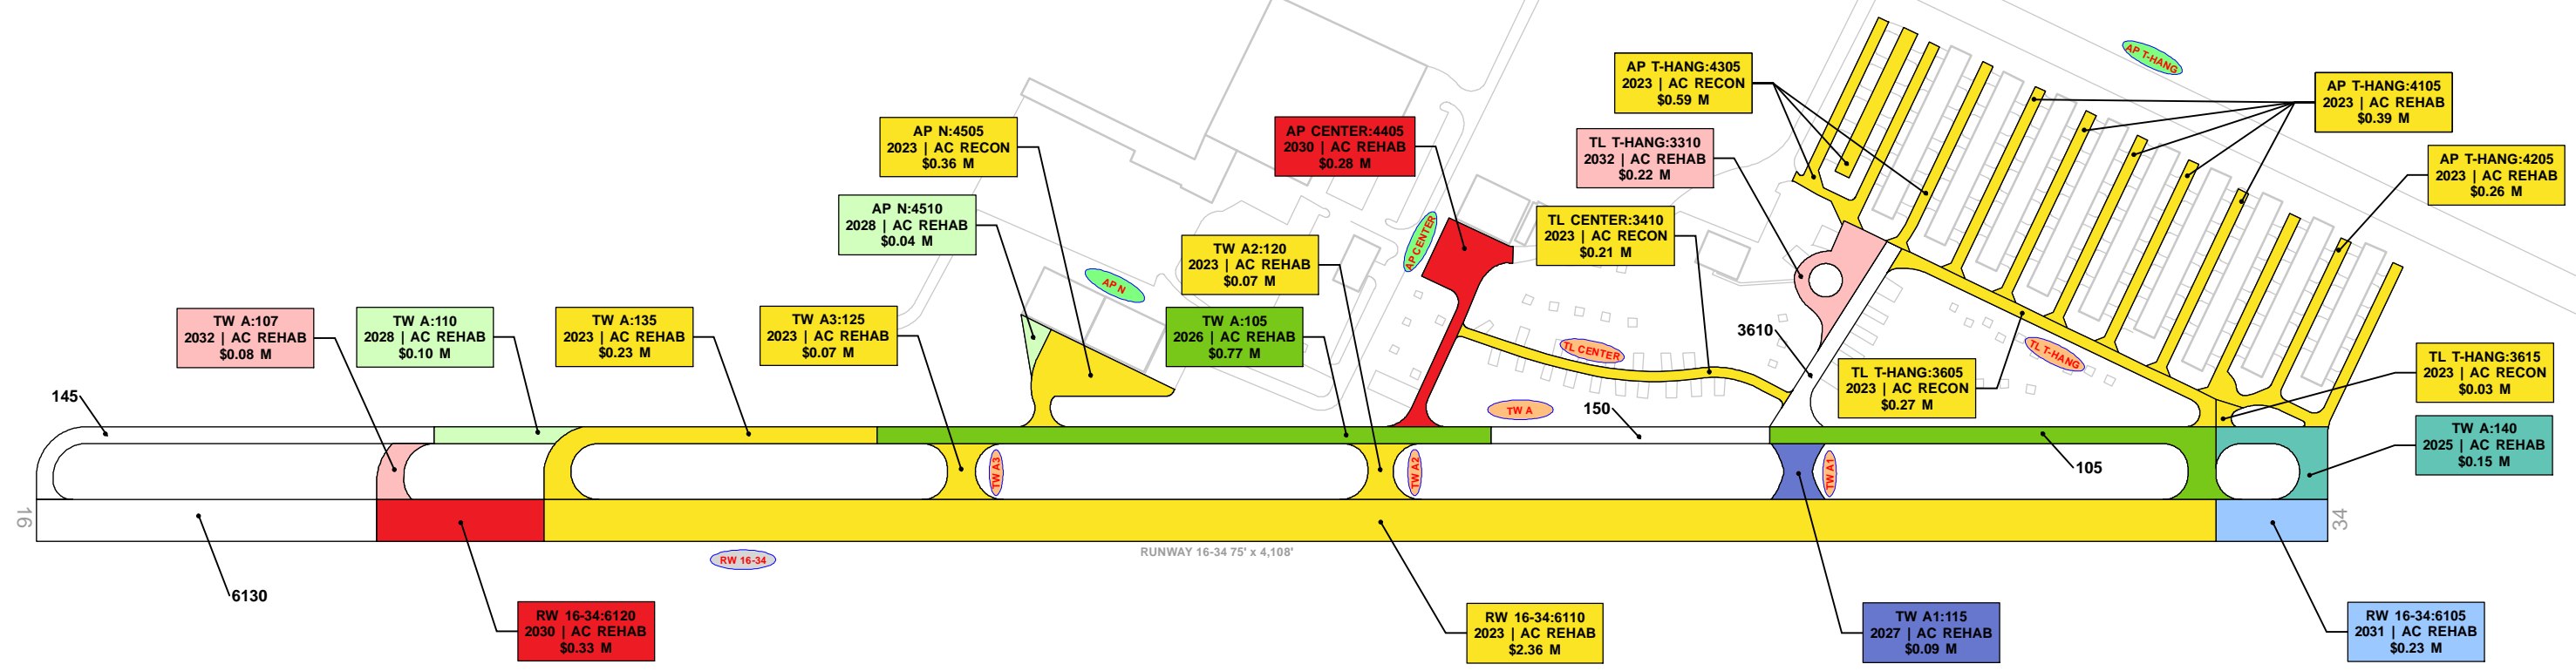 AP T-HANG
AP T-HANG:4305
2023 | AC RECON
$0.59 M
AP T-HANG:4105
2023 | AC REHAB
$0.39 M
AP N:4505
2023 | AC RECON
$0.36 M
AP CENTER:4405
2030 | AC REHAB
$0.28 M
TL T-HANG:3310
2032 | AC REHAB
$0.22 M
AP T-HANG:4205
2023 | AC REHAB
$0.26 M
AP N:4510
2028 | AC REHAB
$0.04 M
TL CENTER:3410
2023 | AC RECON
$0.21 M
AP CENTER
TW A2:120
2023 | AC REHAB
$0.07 M
AP N
TW A:107
2032 | AC REHAB
$0.08 M
TW A:110
2028 | AC REHAB
$0.10 M
TW A:135
2023 | AC REHAB
$0.23 M
TW A3:125
2023 | AC REHAB
$0.07 M
TW A:105
2026 | AC REHAB
$0.77 M
3610
TL CENTER
TL T-HANG
TL T-HANG:3605
2023 | AC RECON
$0.27 M
TL T-HANG:3615
2023 | AC RECON
$0.03 M
145
TW A
150
TW A:140
2025 | AC REHAB
$0.15 M
TW A3
TW A2
TW A1
105
16
34
RW 16-34
RUNWAY 16-34 75' x 4,108'
6130
RW 16-34:6120
2030 | AC REHAB
$0.33 M
RW 16-34:6110
2023 | AC REHAB
$2.36 M
TW A1:115
2027 | AC REHAB
$0.09 M
RW 16-34:6105
2031 | AC REHAB
$0.23 M